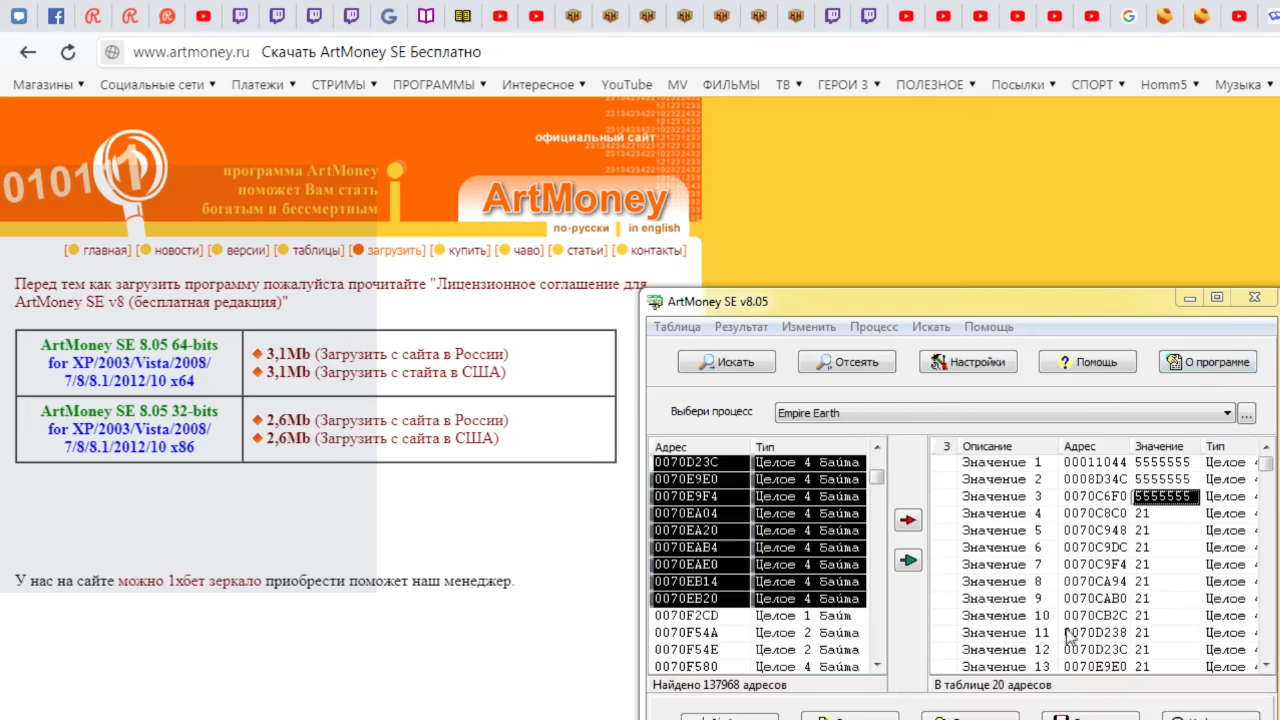 www.artmoney.ru Скачать ArtMoney SE Бесплатно
Магазины Социальные сети Платежи СТРИМЫ ПРОГРАММЫ Интересное YouTube MV ФИЛЬМЫ ТВ ГЕРОИ 3 ПОЛЕЗНОЕ Посылки СПОРТ Homm5 Музыка
официальный сайт
программа ArtMoney
поможет Вам стать
богатым и бессмертным
ArtMoney
по-русски in english
[главная] [новости] [версии] [таблицы] [загрузить] [купить] [чаво] [статьи] [контакты]
Перед тем как загрузить программу пожалуйста прочитайте "Лицензионное соглашение для
ArtMoney SE v8 (бесплатная редакция)"
ArtMoney SE 8.05 64-bits
for XP/2003/Vista/2008/
7/8/8.1/2012/10 x64
3,1Mb (Загрузить с сайта в России)
3,1Mb (Загрузить с стайта в США)
ArtMoney SE 8.05 32-bits
for XP/2003/Vista/2008/
7/8/8.1/2012/10 x86
2,6Mb (Загрузить с сайта в России)
2,6Mb (Загрузить с сайта в США)
У нас на сайте можно 1хбет зеркало приобрести поможет наш менеджер.
ArtMoney SE v8.05
Таблица Результат Изменить Процесс Искать Помощь
Искать Отсеять Настройки Помощь О программе
Выбери процесс Empire Earth ...
Адрес Тип
0070D23C Целое 4 Байта
0070E9E0 Целое 4 Байта
0070E9F4 Целое 4 Байта
0070EA04 Целое 4 Байта
0070EA20 Целое 4 Байта
0070EAB4 Целое 4 Байта
0070EAE0 Целое 4 Байта
0070EB14 Целое 4 Байта
0070EB20 Целое 4 Байта
0070F2CD Целое 1 Байт
0070F54A Целое 2 Байта
0070F54E Целое 2 Байта
0070F580 Целое 4 Байта
Найдено 137968 адресов
З Описание Адрес Значение Тип
Значение 1 00011044 5555555 Целое
Значение 2 0008D34C 5555555 Целое
Значение 3 0070C6F0 5555555 Целое
Значение 4 0070C8C0 21 Целое
Значение 5 0070C948 21 Целое
Значение 6 0070C9DC 21 Целое
Значение 7 0070C9F4 21 Целое
Значение 8 0070CA94 21 Целое
Значение 9 0070CAB0 21 Целое
Значение 10 0070CB2C 21 Целое
Значение 11 0070D238 21 Целое
Значение 12 0070D23C 21 Целое
Значение 13 0070E9E0 21 Целое
В таблице 20 адресов